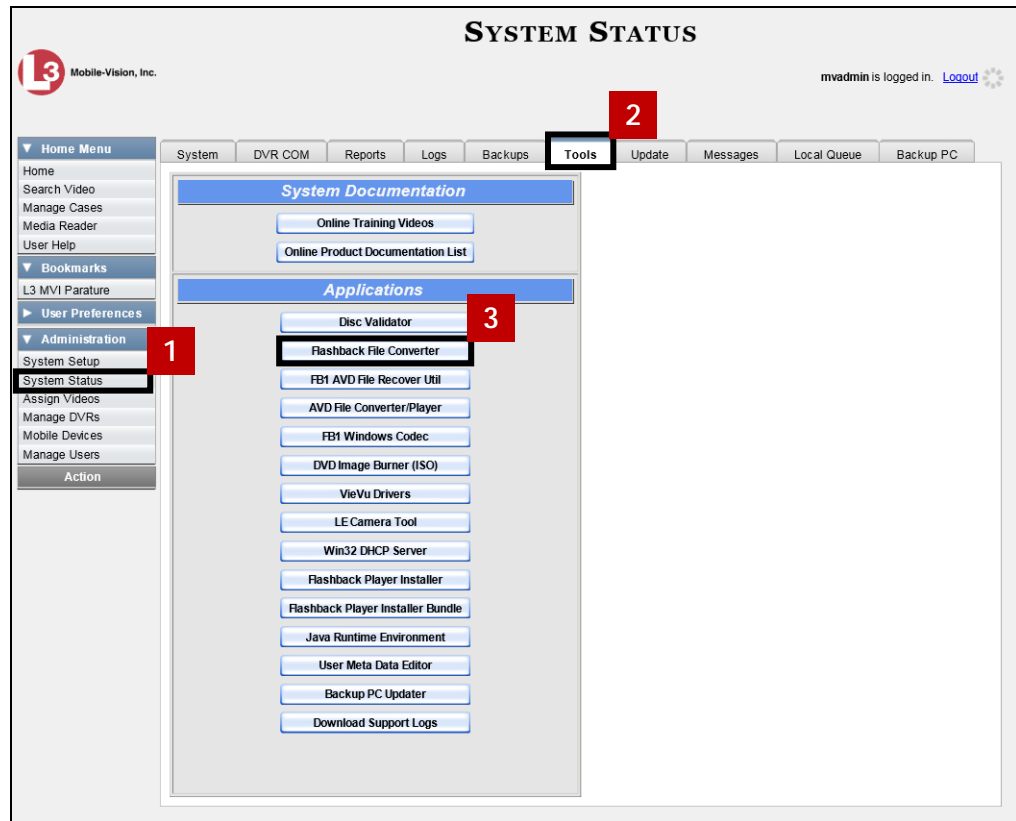 SYSTEM STATUS
L3 Mobile-Vision, Inc.
mvadmin is logged in. Logout
2
Home Menu
Home
Search Video
Manage Cases
Media Reader
User Help
Bookmarks
L3 MVI Parature
User Preferences
Administration
1
System Setup
System Status
Assign Videos
Manage DVRs
Mobile Devices
Manage Users
Action
System DVR COM Reports Logs Backups Tools Update Messages Local Queue Backup PC
System Documentation
Online Training Videos
Online Product Documentation List
Applications
3
Disc Validator
Flashback File Converter
FB1 AVD File Recover Util
AVD File Converter/Player
FB1 Windows Codec
DVD Image Burner (ISO)
VieVu Drivers
LE Camera Tool
Win32 DHCP Server
Flashback Player Installer
Flashback Player Installer Bundle
Java Runtime Environment
User Meta Data Editor
Backup PC Updater
Download Support Logs